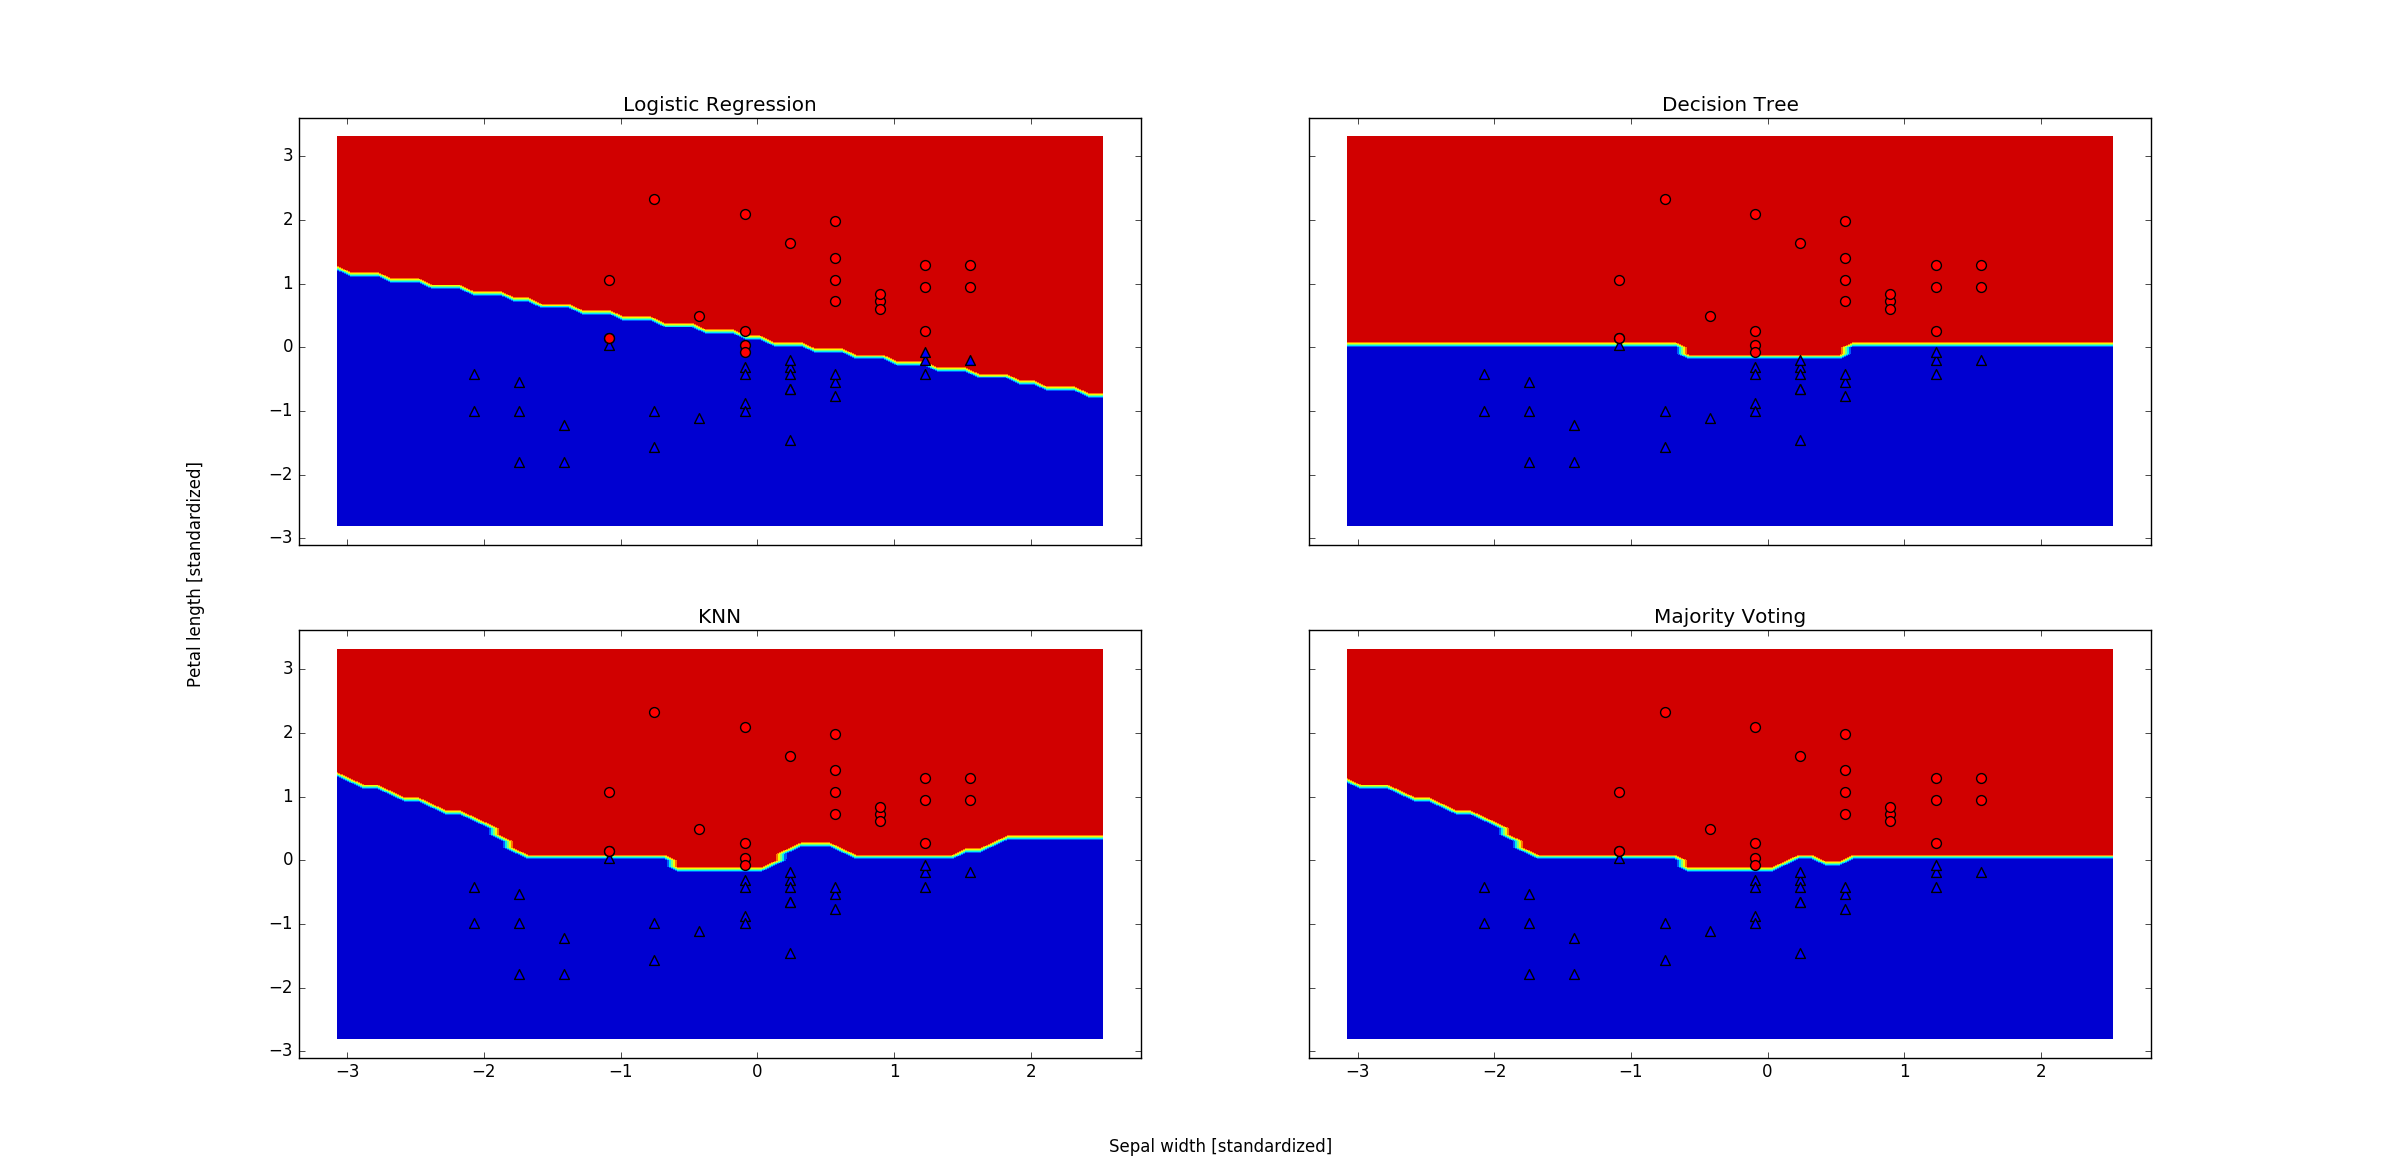 Logistic Regression
Decision Tree
3
2
1
0
−1
−2
−3
KNN
Majority Voting
3
2
1
0
−1
−2
−3
−3 −2 −1 0 1 2
−3 −2 −1 0 1 2
Petal length [standardized]
Sepal width [standardized]